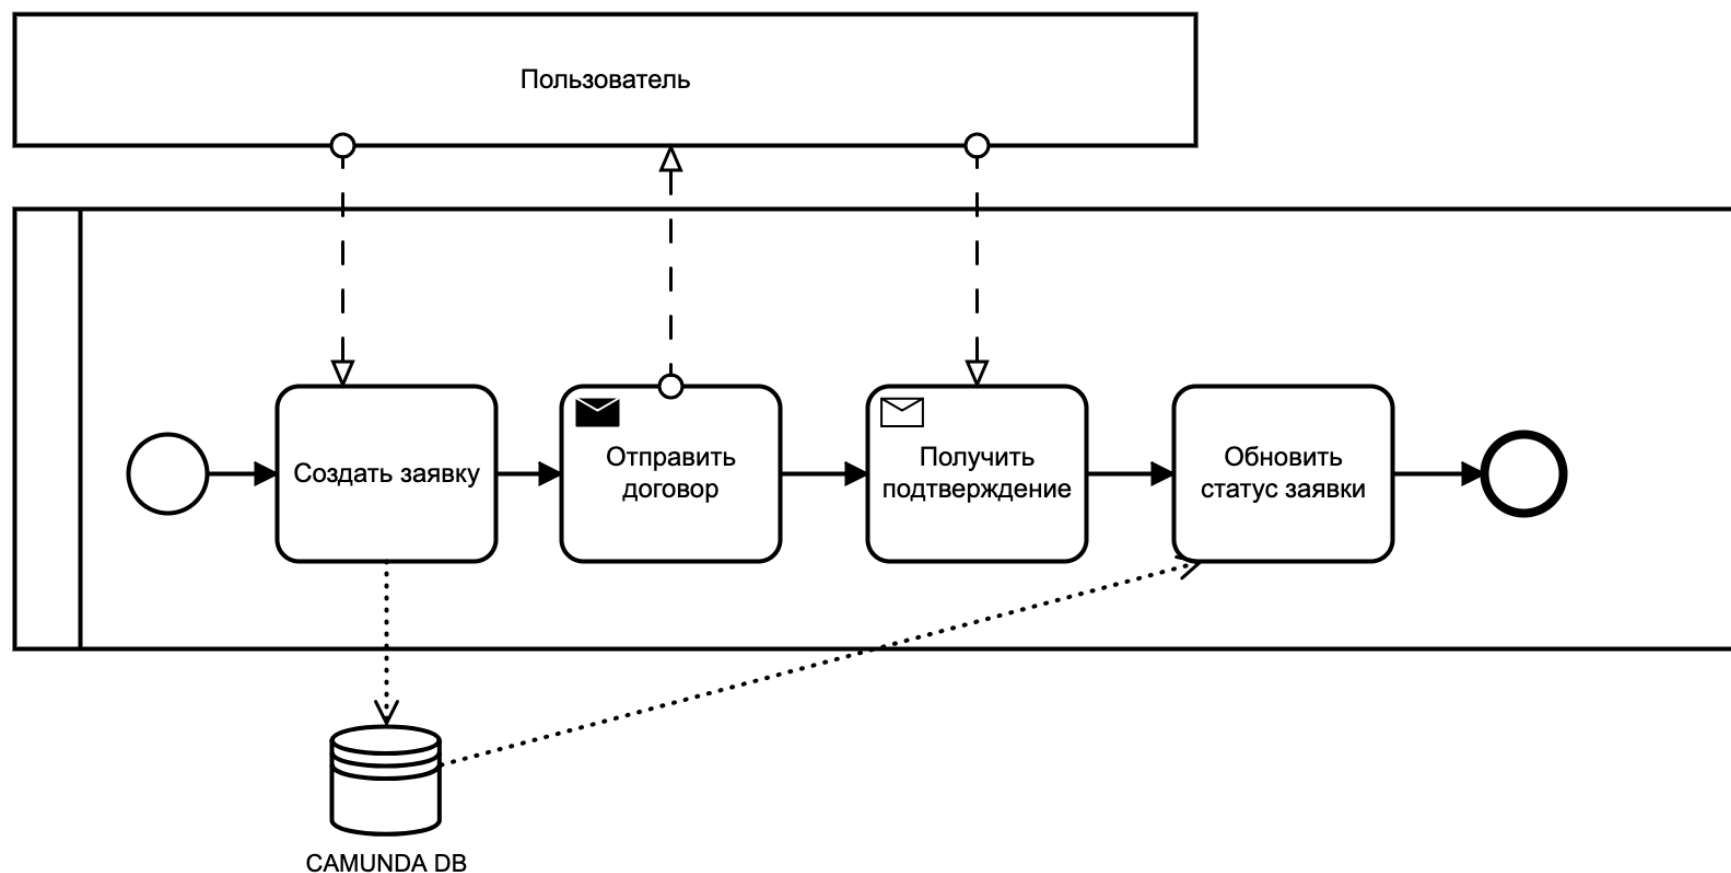 Пользователь
Создать заявку
Отправить
договор
Получить
подтверждение
Обновить
статус заявки
CAMUNDA DB